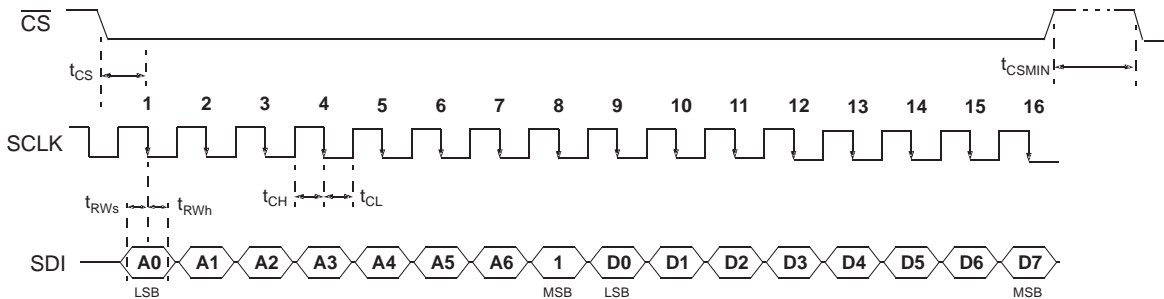 CS
tCS
tCSMIN
1 2 3 4 5 6 7 8 9 10 11 12 13 14 15 16
SCLK
tRWs tRWh tCH tCL
SDI A0 A1 A2 A3 A4 A5 A6 1 D0 D1 D2 D3 D4 D5 D6 D7
LSB MSB LSB MSB